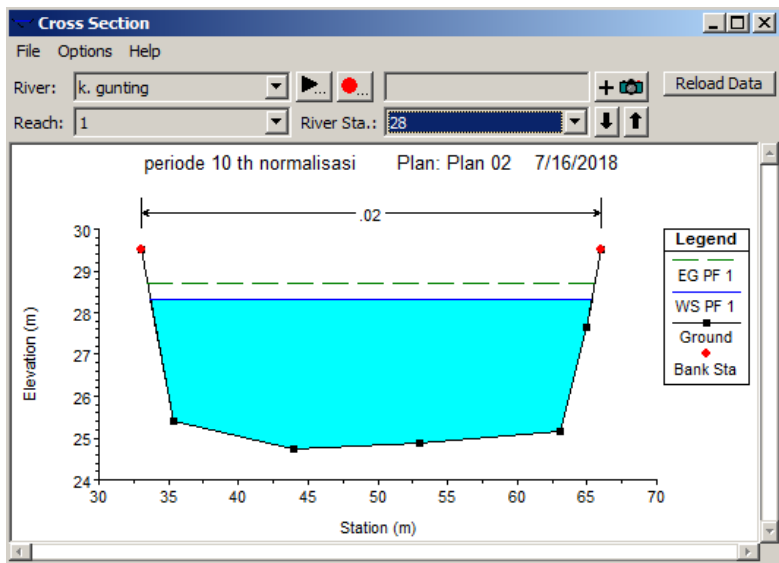 Cross Section
File Options Help
River: k. gunting Reload Data
Reach: 1 River Sta.: 28
periode 10 th normalisasi Plan: Plan 02 7/16/2018
.02
30
29
28
27
26
25
24
Elevation (m)
30 35 40 45 50 55 60 65 70
Station (m)
Legend
EG PF 1
WS PF 1
Ground
Bank Sta